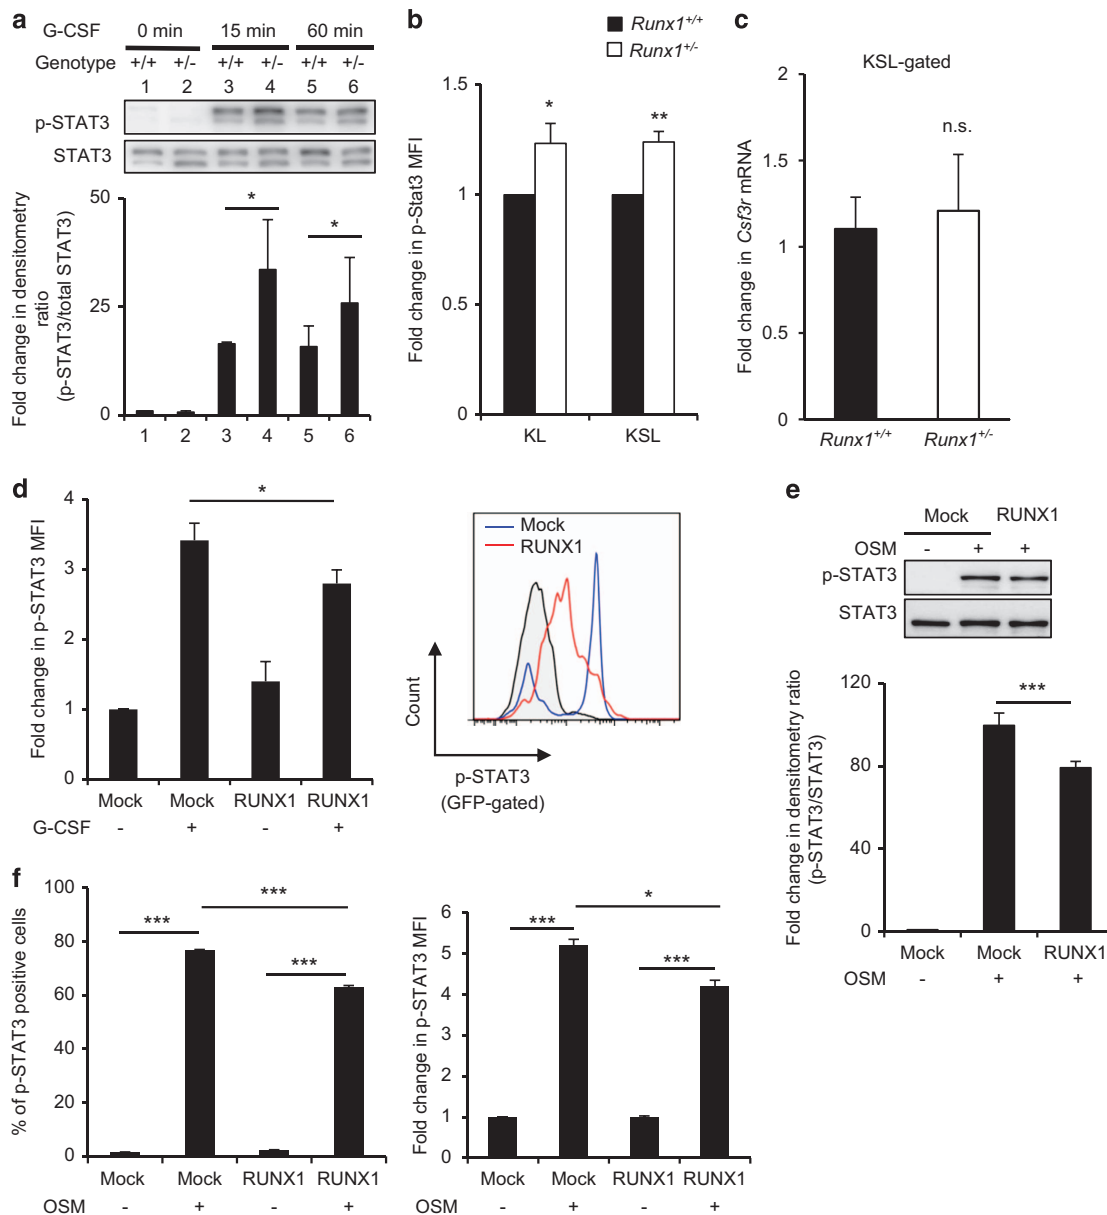 a
G-CSF 0 min 15 min 60 min
Genotype +/+ +/- +/+ +/- +/+ +/-
1 2 3 4 5 6
p-STAT3
STAT3
Fold change in densitometry
ratio
(p-STAT3/total STAT3)
50
25
0
* *
1 2 3 4 5 6
b
Runx1+/+
Runx1+/-
Fold change in p-Stat3 MFI
1.5
1
0.5
0
* **
KL KSL
c
KSL-gated
Fold change in Csf3r mRNA
2
1.5
1
0.5
0
n.s.
Runx1+/+ Runx1+/-
d
Fold change in p-STAT3 MFI
4
3
2
1
0
*
Mock Mock RUNX1 RUNX1
G-CSF - + - +
Mock
RUNX1
Count
p-STAT3
(GFP-gated)
e
Mock RUNX1
OSM - + +
p-STAT3
STAT3
Fold change in densitometry ratio
(p-STAT3/STAT3)
120
80
40
0
***
Mock Mock RUNX1
OSM - + +
f
% of p-STAT3 positive cells
100
80
60
40
20
0
*** *** ***
Mock Mock RUNX1 RUNX1
OSM - + - +
Fold change in p-STAT3 MFI
6
5
4
2
1
0
*** * ***
Mock Mock RUNX1 RUNX1
OSM - + - +